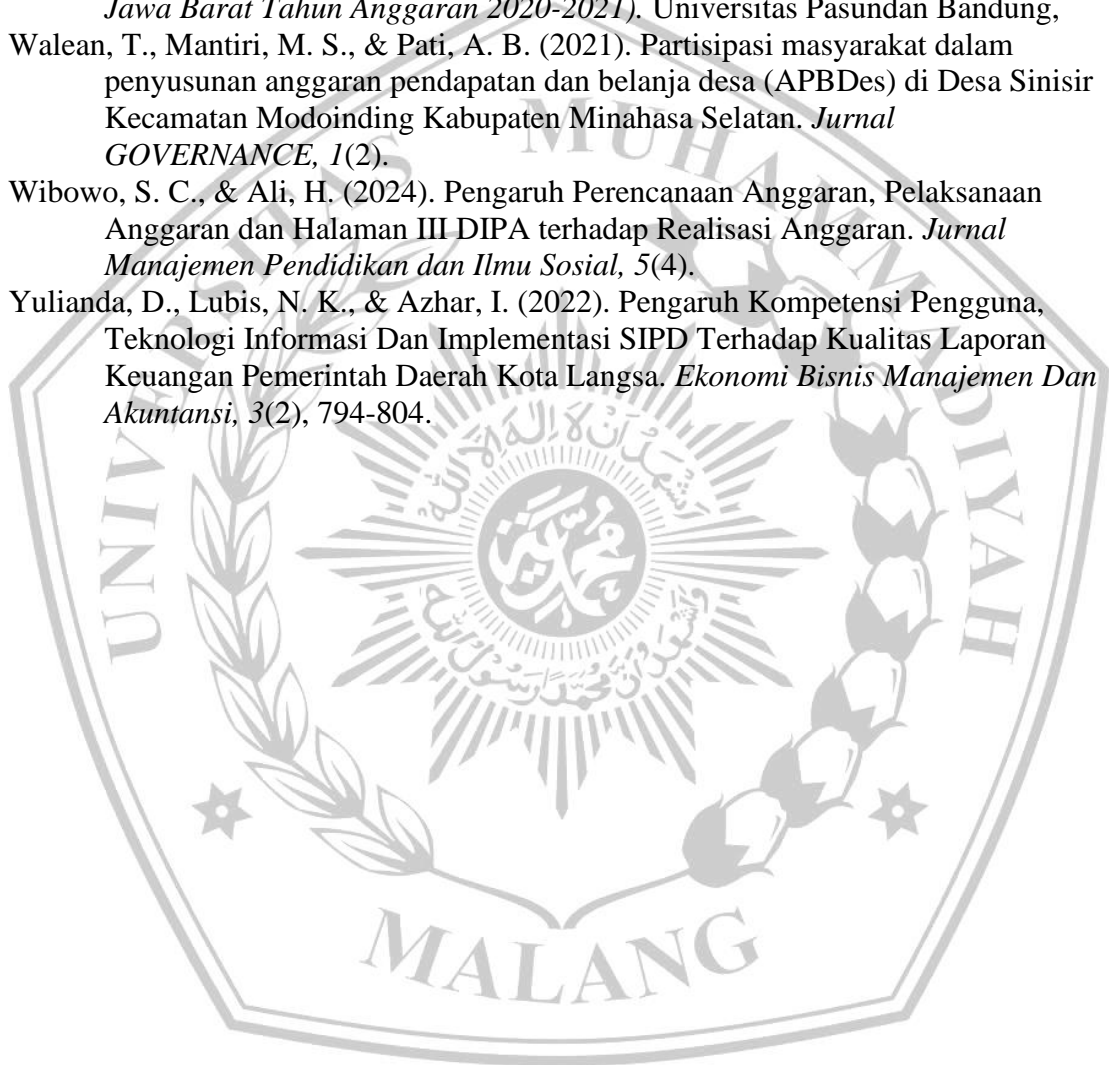 Jawa Barat Tahun Anggaran 2020-2021). Universitas Pasundan Bandung,
Walean, T., Mantiri, M. S., & Pati, A. B. (2021). Partisipasi masyarakat dalam
penyusunan anggaran pendapatan dan belanja desa (APBDes) di Desa Sinisir
Kecamatan Modoinding Kabupaten Minahasa Selatan. Jurnal
GOVERNANCE, 1(2).
Wibowo, S. C., & Ali, H. (2024). Pengaruh Perencanaan Anggaran, Pelaksanaan
Anggaran dan Halaman III DIPA terhadap Realisasi Anggaran. Jurnal
Manajemen Pendidikan dan Ilmu Sosial, 5(4).
Yulianda, D., Lubis, N. K., & Azhar, I. (2022). Pengaruh Kompetensi Pengguna,
Teknologi Informasi Dan Implementasi SIPD Terhadap Kualitas Laporan
Keuangan Pemerintah Daerah Kota Langsa. Ekonomi Bisnis Manajemen Dan
Akuntansi, 3(2), 794-804.
UNIVERSITAS MUHAMMADIYAH
MALANG